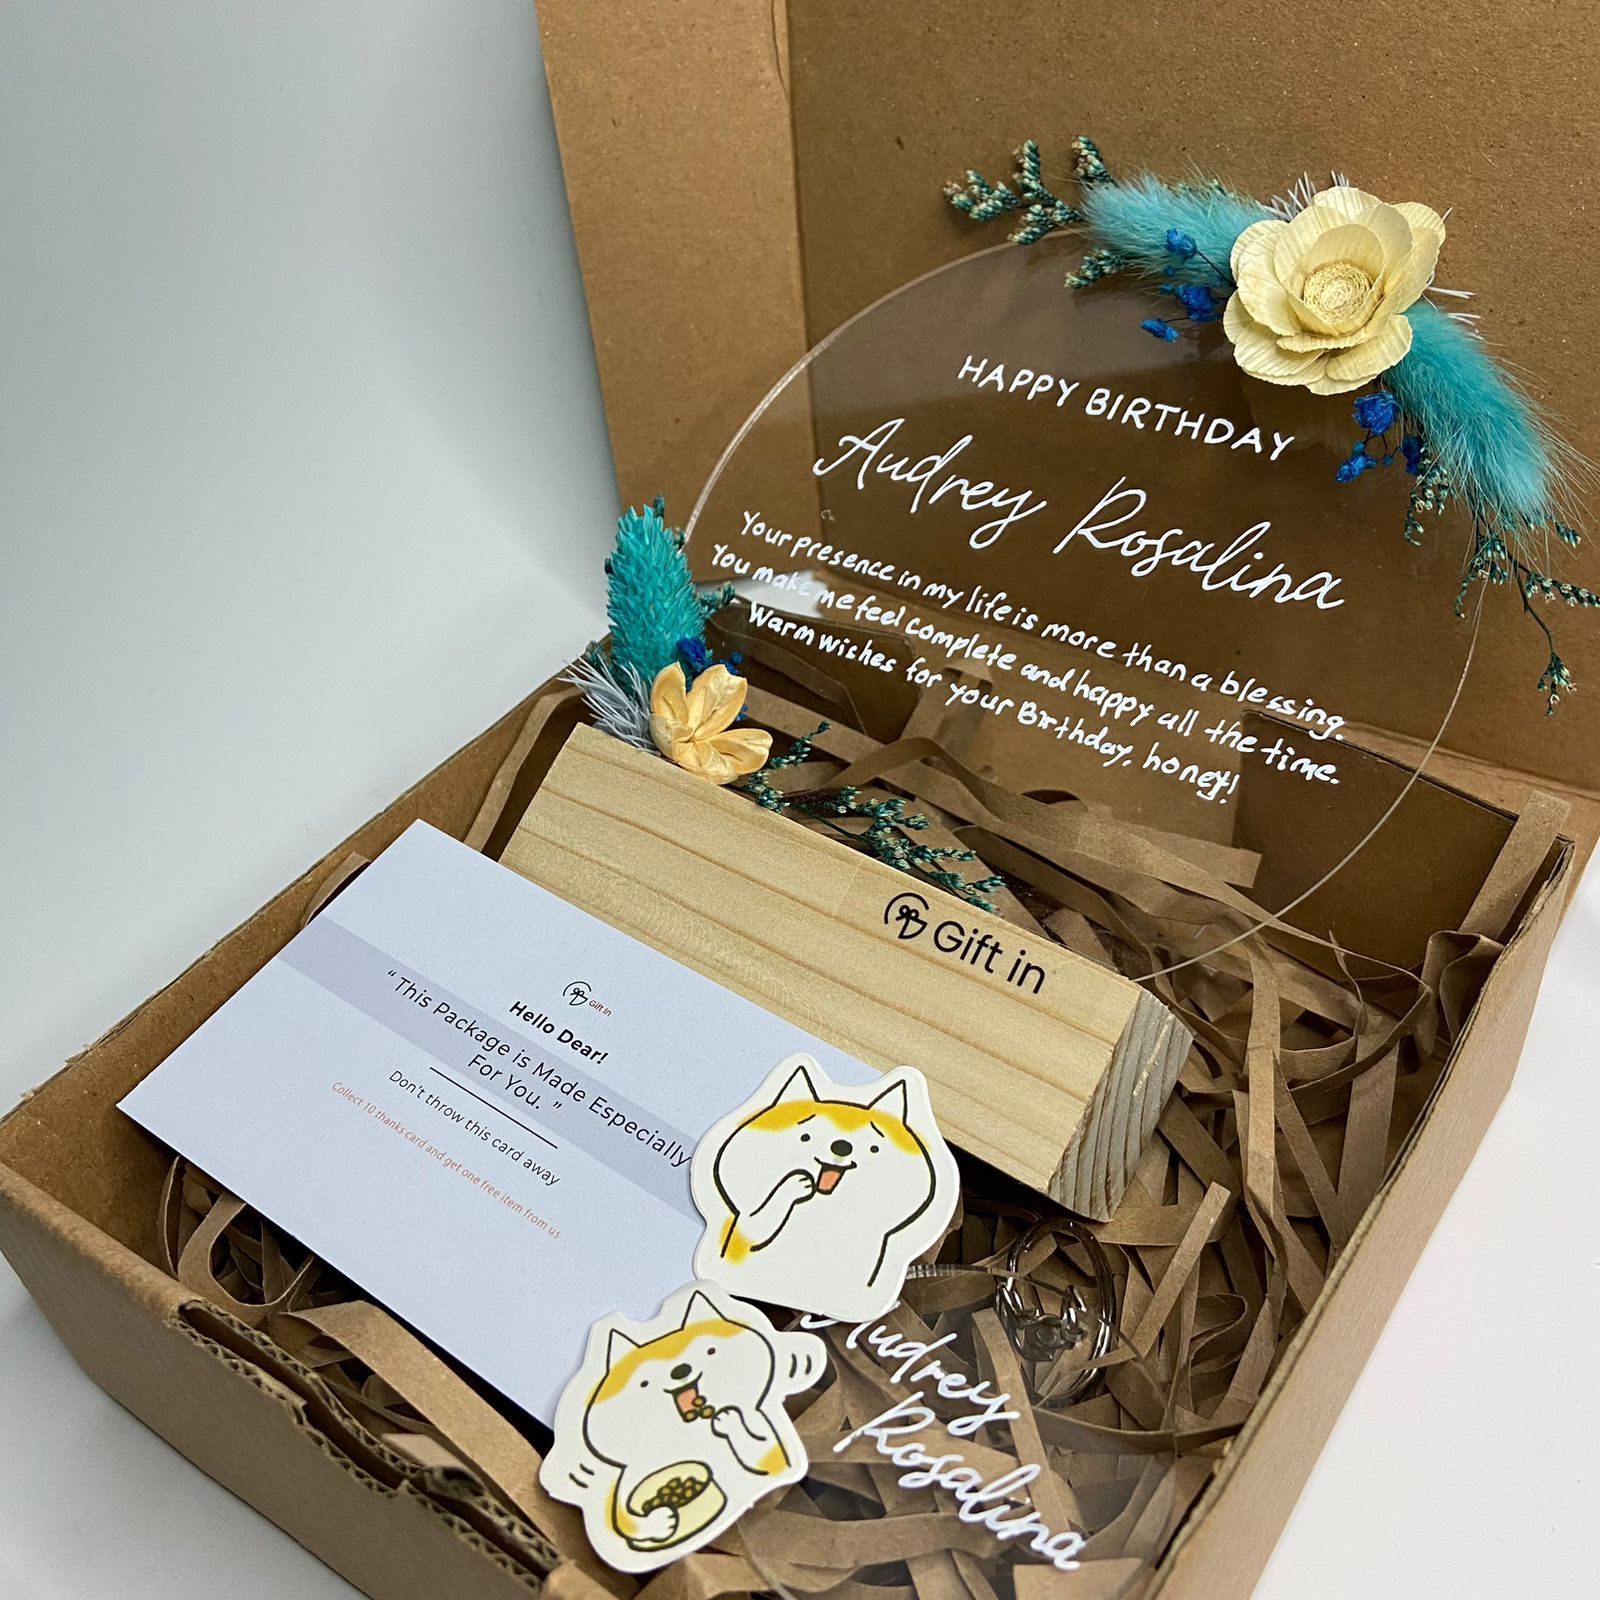 HAPPY BIRTHDAY
Audrey Rosalina
Your presence in my life is more than a blessing.
You make me feel complete and happy all the time.
Warm wishes for your Birthday, honey!
Gift in
Gift In
Hello Dear!
“ This Package is Made Especially
For You. ”
Don't throw this card away
Collect 10 thanks card and get one free item from us
Audrey
Rosalina